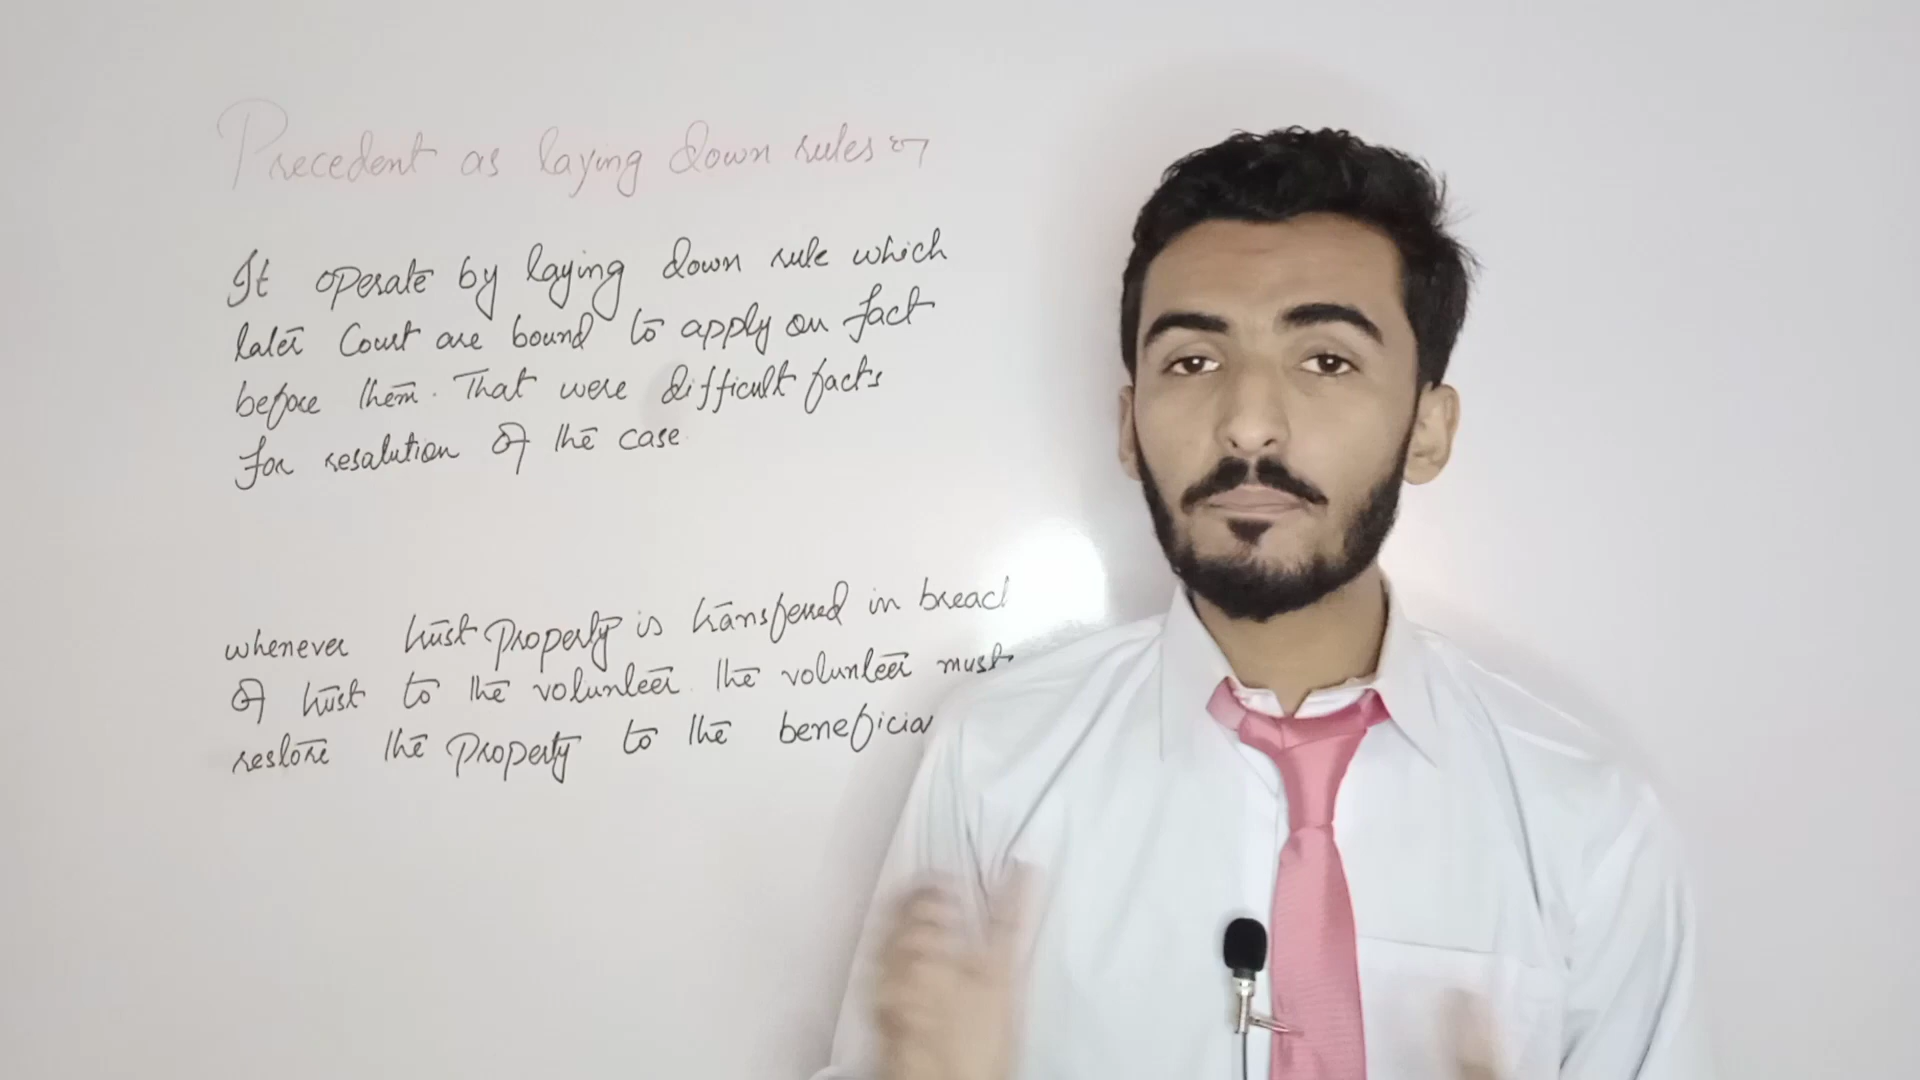 Precedent as laying down rules
It operate by laying down rule which
later Court are bound to apply on fact
before them. That were difficult facts
for resalution of the case
whenever trust property is transferred in breach
of trust to the volunteer. the volunteer must
restore the property to the beneficiar